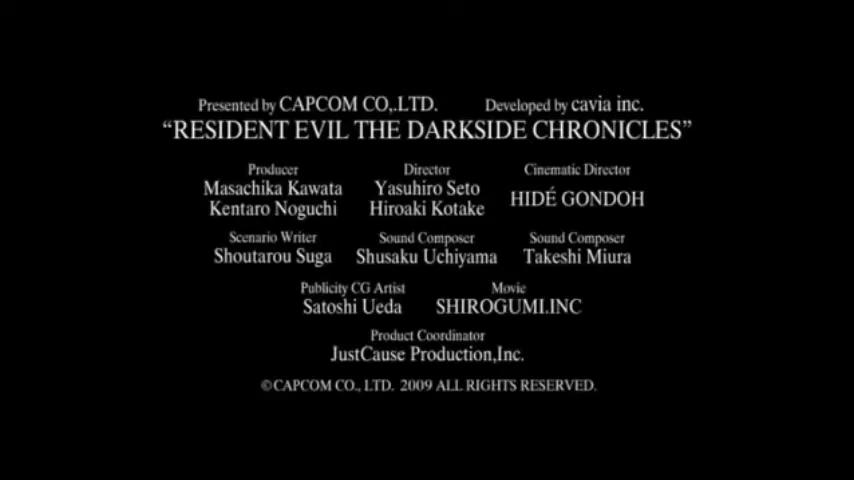 Presented by CAPCOM CO,.LTD. Developed by cavia inc.
“RESIDENT EVIL THE DARKSIDE CHRONICLES”
Producer
Masachika Kawata
Kentaro Noguchi
Director
Yasuhiro Seto
Hiroaki Kotake
Cinematic Director
HIDÉ GONDOH
Scenario Writer
Shoutarou Suga
Sound Composer
Shusaku Uchiyama
Sound Composer
Takeshi Miura
Publicity CG Artist
Satoshi Ueda
Movie
SHIROGUMI.INC
Product Coordinator
JustCause Production,Inc.
©CAPCOM CO., LTD. 2009 ALL RIGHTS RESERVED.